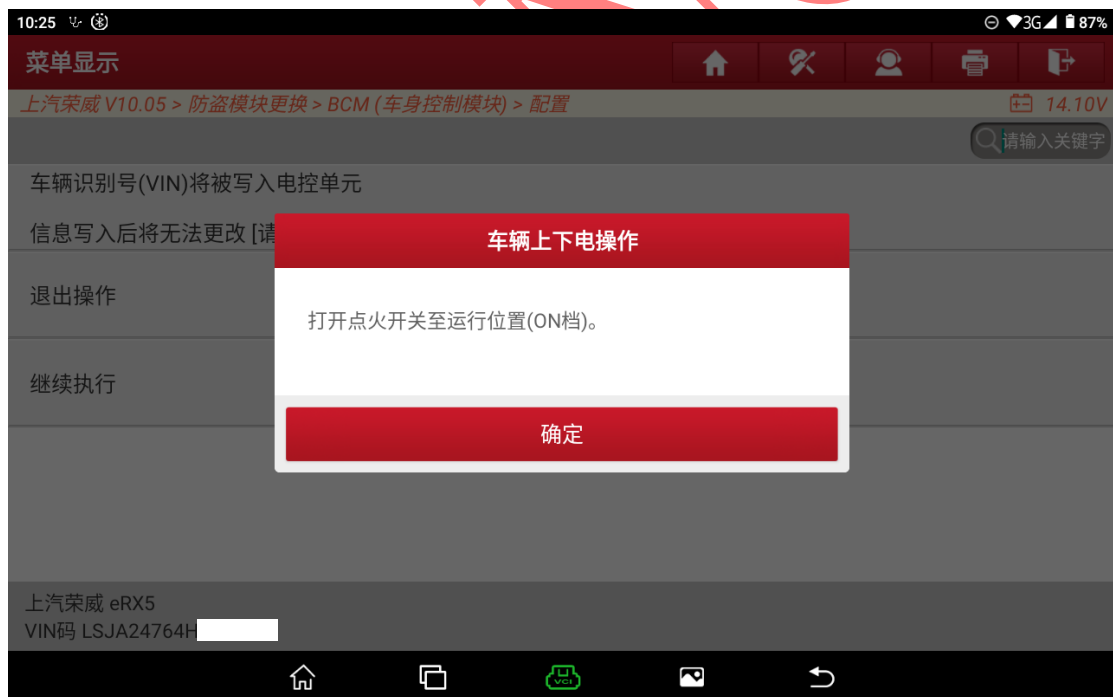 10:25
3G 87%
菜单显示
上汽荣威 V10.05 > 防盗模块更换 > BCM (车身控制模块) > 配置
14.10V
请输入关键字
车辆识别号(VIN)将被写入电控单元
信息写入后将无法更改 [请
车辆上下电操作
打开点火开关至运行位置(ON档)。
退出操作
继续执行
确定
上汽荣威 eRX5
VIN码 LSJA24764H
VCI